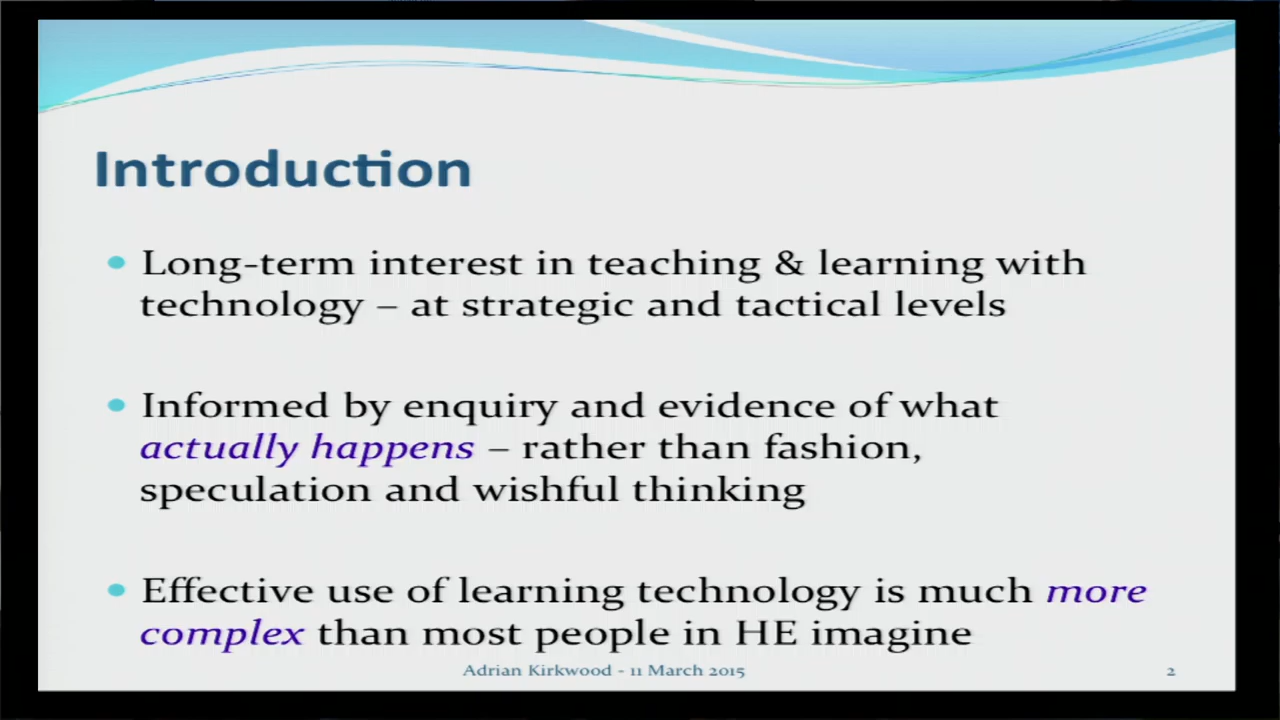 Introduction
• Long-term interest in teaching & learning with
technology – at strategic and tactical levels
• Informed by enquiry and evidence of what
actually happens – rather than fashion,
speculation and wishful thinking
• Effective use of learning technology is much more
complex than most people in HE imagine
Adrian Kirkwood - 11 March 2015
2